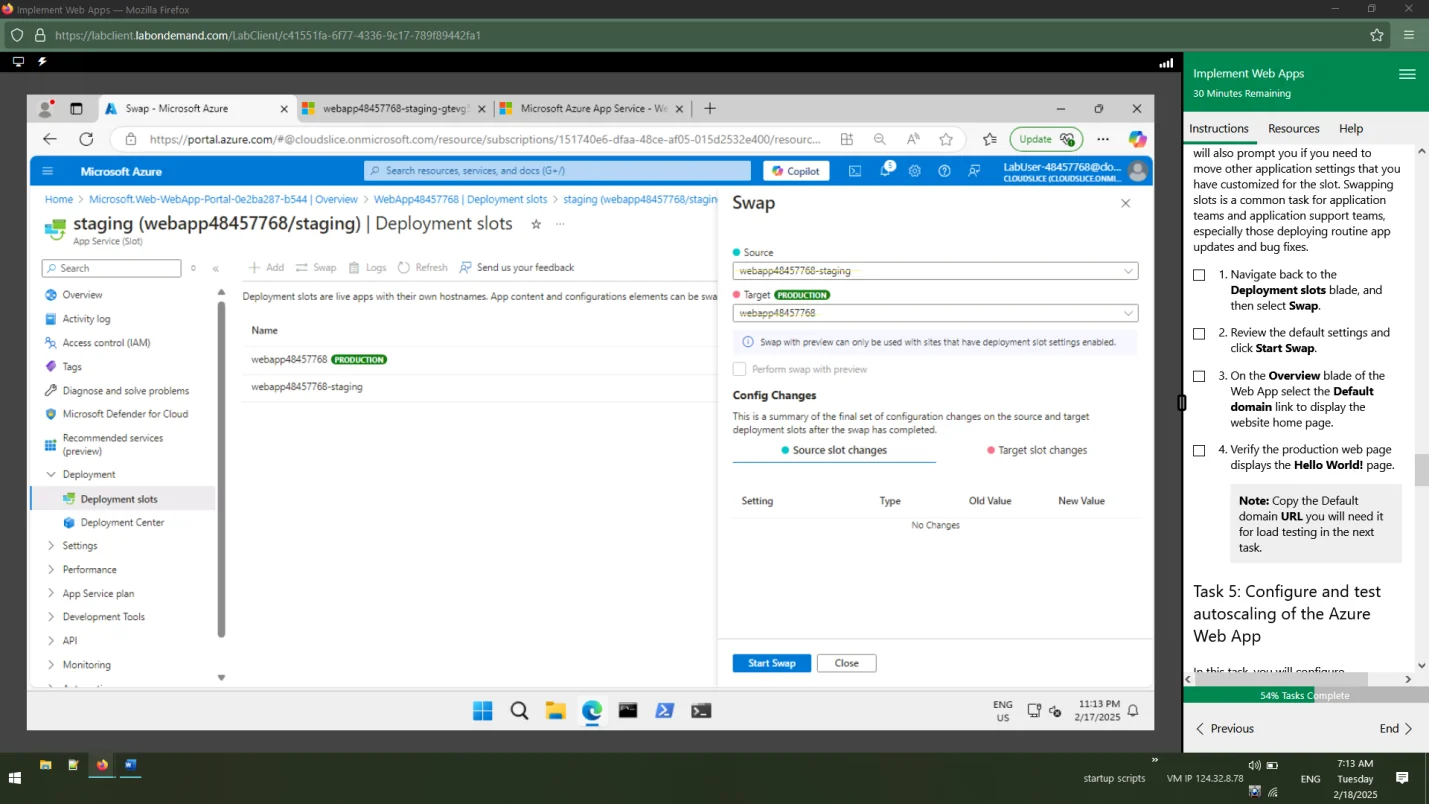 Implement Web Apps — Mozilla Firefox
https://labclient.labondemand.com/LabClient/c41551fa-6f77-4336-9c17-789f89442fa1
Swap - Microsoft Azure
webapp48457768-staging-gtevg
Microsoft Azure App Service - We
https://portal.azure.com/#@cloudslice.onmicrosoft.com/resource/subscriptions/151740e6-dfaa-48ce-af05-015d2532e400/resourc...
Update
Microsoft Azure
Search resources, services, and docs (G+/)
Copilot
5
LabUser-48457768@clo...
CLOUDSLICE (CLOUDSLICE.ONMI...
Home > Microsoft.Web-WebApp-Portal-0e2ba287-b544 | Overview > WebApp48457768 | Deployment slots > staging (webapp48457768/staging
staging (webapp48457768/staging) | Deployment slots
App Service (Slot)
Search
Add
Swap
Logs
Refresh
Send us your feedback
Deployment slots are live apps with their own hostnames. App content and configurations elements can be swa
Name
webapp48457768 PRODUCTION
webapp48457768-staging
Overview
Activity log
Access control (IAM)
Tags
Diagnose and solve problems
Microsoft Defender for Cloud
Recommended services
(preview)
Deployment
Deployment slots
Deployment Center
Settings
Performance
App Service plan
Development Tools
API
Monitoring
Swap
Source
webapp48457768-staging
Target PRODUCTION
webapp48457768
Swap with preview can only be used with sites that have deployment slot settings enabled.
Perform swap with preview
Config Changes
This is a summary of the final set of configuration changes on the source and target
deployment slots after the swap has completed.
Source slot changes
Target slot changes
Setting
Type
Old Value
New Value
No Changes
Start Swap
Close
ENG
US
11:13 PM
2/17/2025
Implement Web Apps
30 Minutes Remaining
Instructions
Resources
Help
will also prompt you if you need to
move other application settings that you
have customized for the slot. Swapping
slots is a common task for application
teams and application support teams,
especially those deploying routine app
updates and bug fixes.
1. Navigate back to the
Deployment slots blade, and
then select Swap.
2. Review the default settings and
click Start Swap.
3. On the Overview blade of the
Web App select the Default
domain link to display the
website home page.
4. Verify the production web page
displays the Hello World! page.
Note: Copy the Default
domain URL you will need it
for load testing in the next
task.
Task 5: Configure and test
autoscaling of the Azure
Web App
In this task, you will configure
54% Tasks Complete
Previous
End
startup scripts
VM IP 124.32.8.78
ENG
7:13 AM
Tuesday
2/18/2025